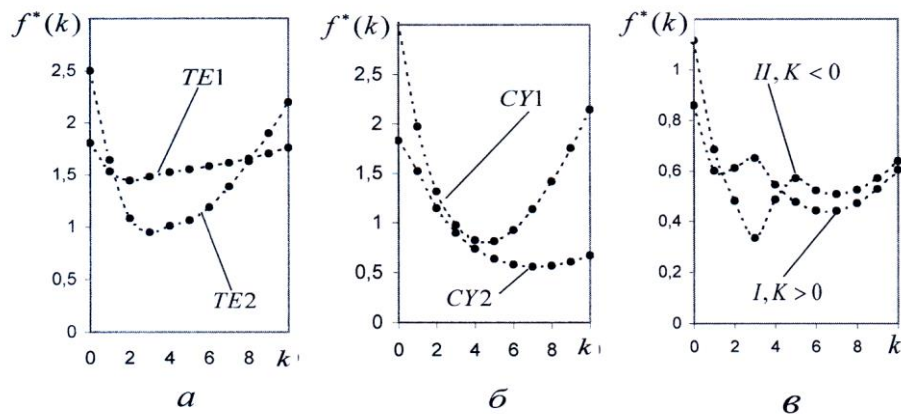 f*(k)
2,5
2
1,5
1
0,5
0
TE1
TE2
0 2 4 6 8 k
а
f*(k)
2,5
2
1,5
1
0,5
0
CY1
CY2
0 2 4 6 8 k
б
f*(k)
1
0,8
0,6
0,4
0,2
0
II, K < 0
I, K > 0
0 2 4 6 8 k
в